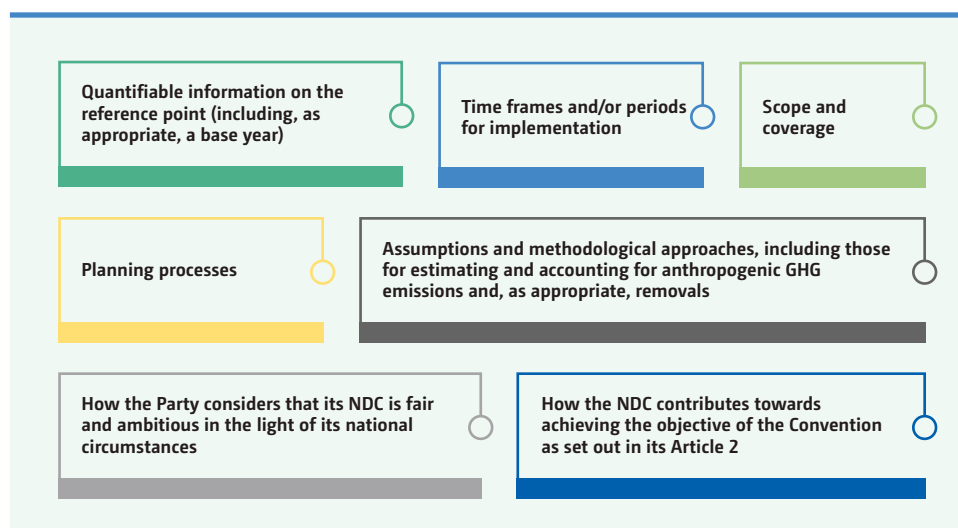 Quantifiable information on the
reference point (including, as
appropriate, a base year)
Time frames and/or periods
for implementation
Scope and
coverage
Planning processes
Assumptions and methodological approaches, including those
for estimating and accounting for anthropogenic GHG
emissions and, as appropriate, removals
How the Party considers that its NDC is fair
and ambitious in the light of its national
circumstances
How the NDC contributes towards
achieving the objective of the Convention
as set out in its Article 2